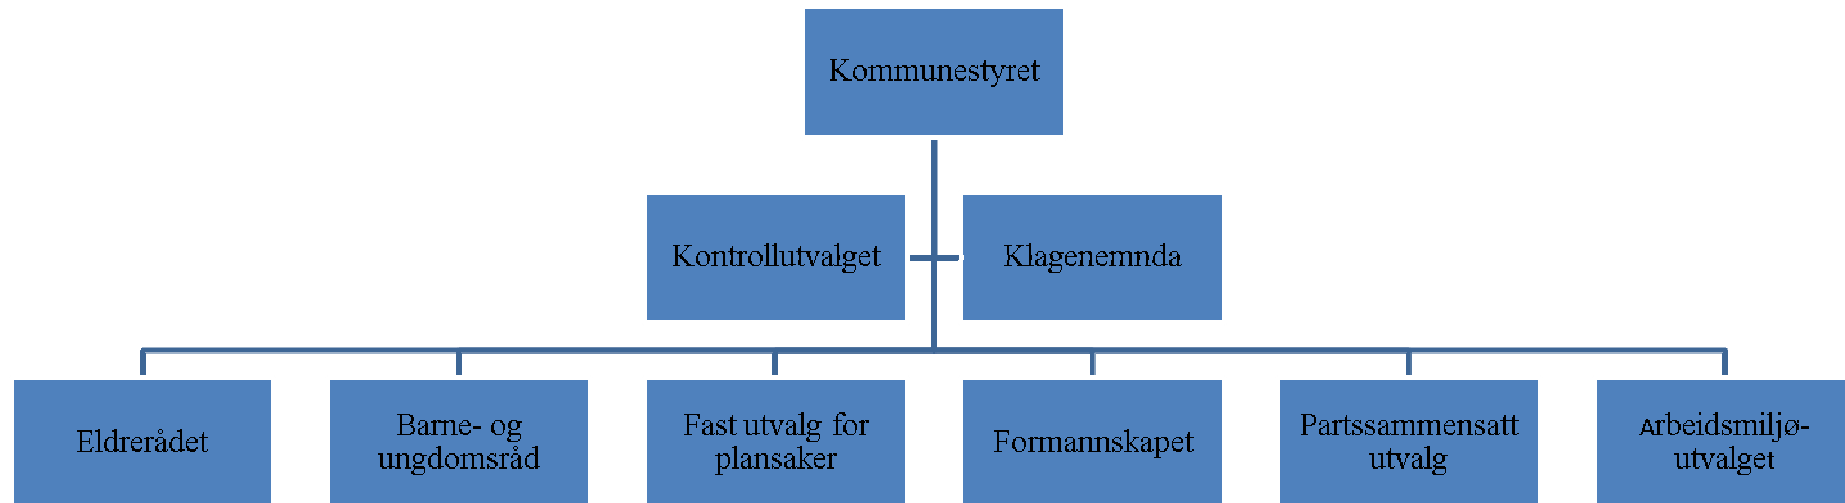 Kommunestyret
Kontrollutvalget
Klagenemnda
Eldrerådet
Barne- og
ungdomsråd
Fast utvalg for
plansaker
Formannskapet
Partssammensatt
utvalg
Arbeidsmiljø-
utvalget